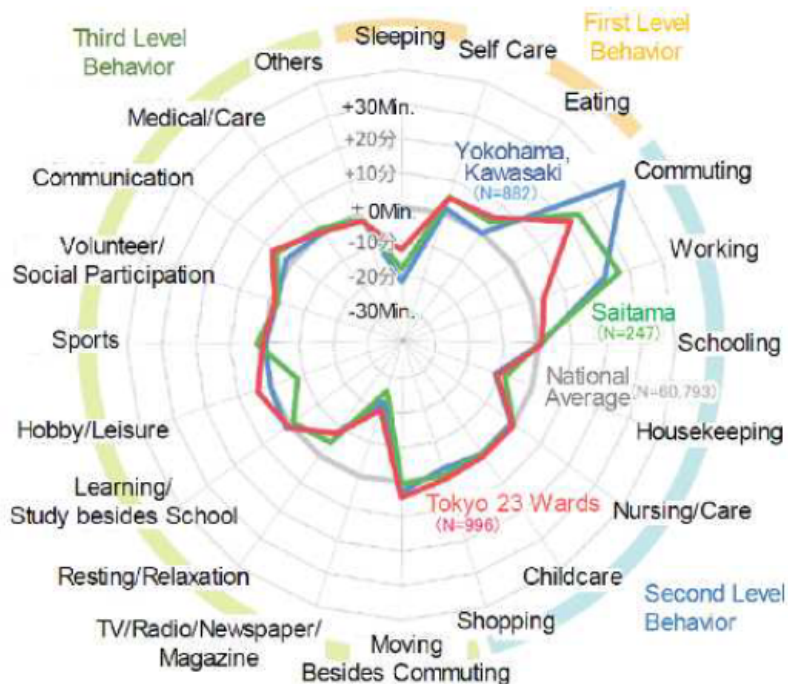 Third Level
Behavior
First Level
Behavior
Sleeping
Self Care
Eating
Commuting
Working
Schooling
Housekeeping
Nursing/Care
Childcare
Shopping
Moving
Besides Commuting
TV/Radio/Newspaper/
Magazine
Resting/Relaxation
Learning/
Study besides School
Hobby/Leisure
Sports
Volunteer/
Social Participation
Communication
Medical/Care
Others
+30Min.
+20分
+10分
± 0Min.
-10分
-20分
-30Min.
Yokohama,
Kawasaki
(N=882)
Saitama
(N=247)
National
Average (N=60,793)
Tokyo 23 Wards
(N=996)
Second Level
Behavior